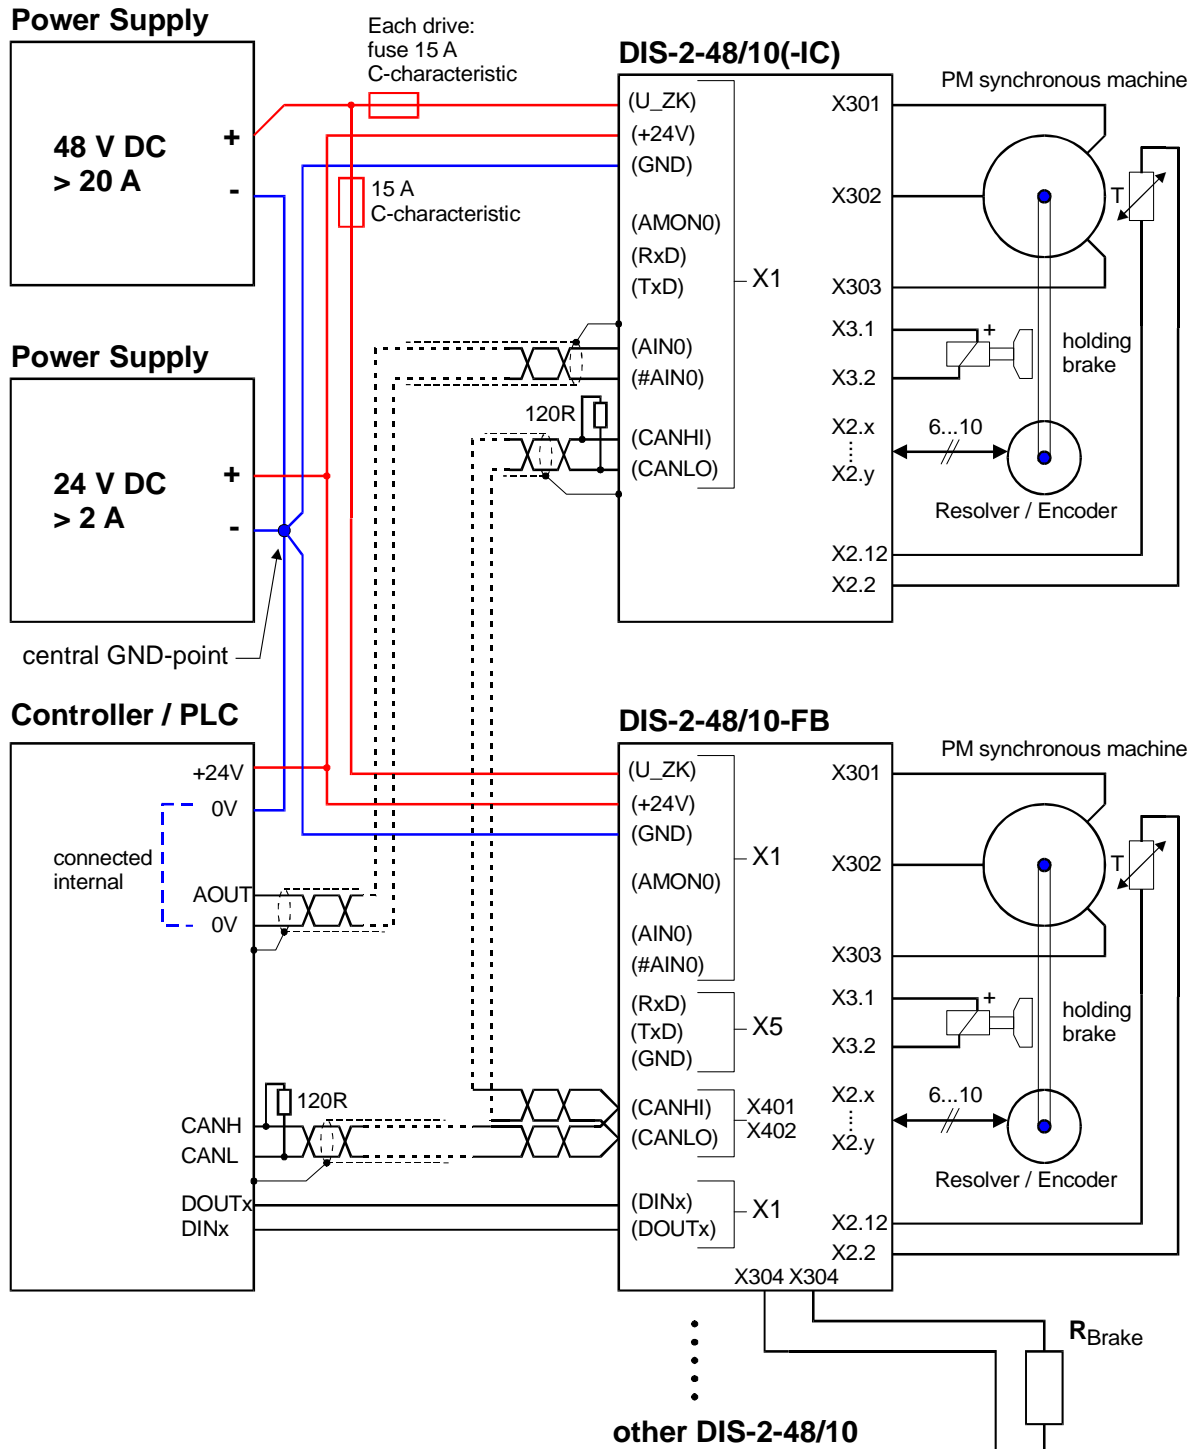 Power Supply
48 V DC
> 20 A
+
-
Each drive:
fuse 15 A
C-characteristic
15 A
C-characteristic
DIS-2-48/10(-IC)
(U_ZK)
(+24V)
(GND)
(AMON0)
(RxD)
(TxD)
X1
(AIN0)
(#AIN0)
120R
(CANHI)
(CANLO)
X301
X302
X303
X3.1
X3.2
X2.x
X2.y
X2.12
X2.2
PM synchronous machine
T
+
holding
brake
6...10
Resolver / Encoder
Power Supply
24 V DC
> 2 A
+
-
central GND-point
Controller / PLC
+24V
0V
connected
internal
AOUT
0V
120R
CANH
CANL
DOUTx
DINx
DIS-2-48/10-FB
(U_ZK)
(+24V)
(GND)
X1
(AMON0)
(AIN0)
(#AIN0)
(RxD)
(TxD)
(GND)
X5
(CANHI)
(CANLO)
X401
X402
(DINx)
(DOUTx)
X1
X301
X302
X303
X3.1
X3.2
X2.x
X2.y
X2.12
X2.2
X304 X304
PM synchronous machine
T
+
holding
brake
6...10
Resolver / Encoder
RBrake
other DIS-2-48/10